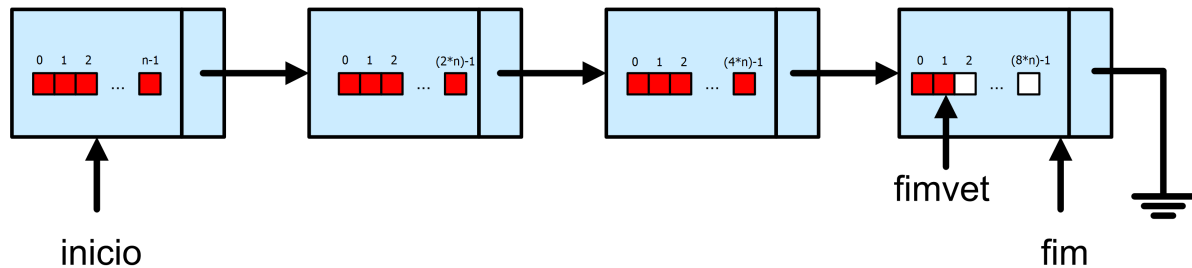 0 1 2 n-1
...
0 1 2 (2*n)-1
...
0 1 2 (4*n)-1
...
0 1 2 (8*n)-1
...
fimvet
inicio
fim